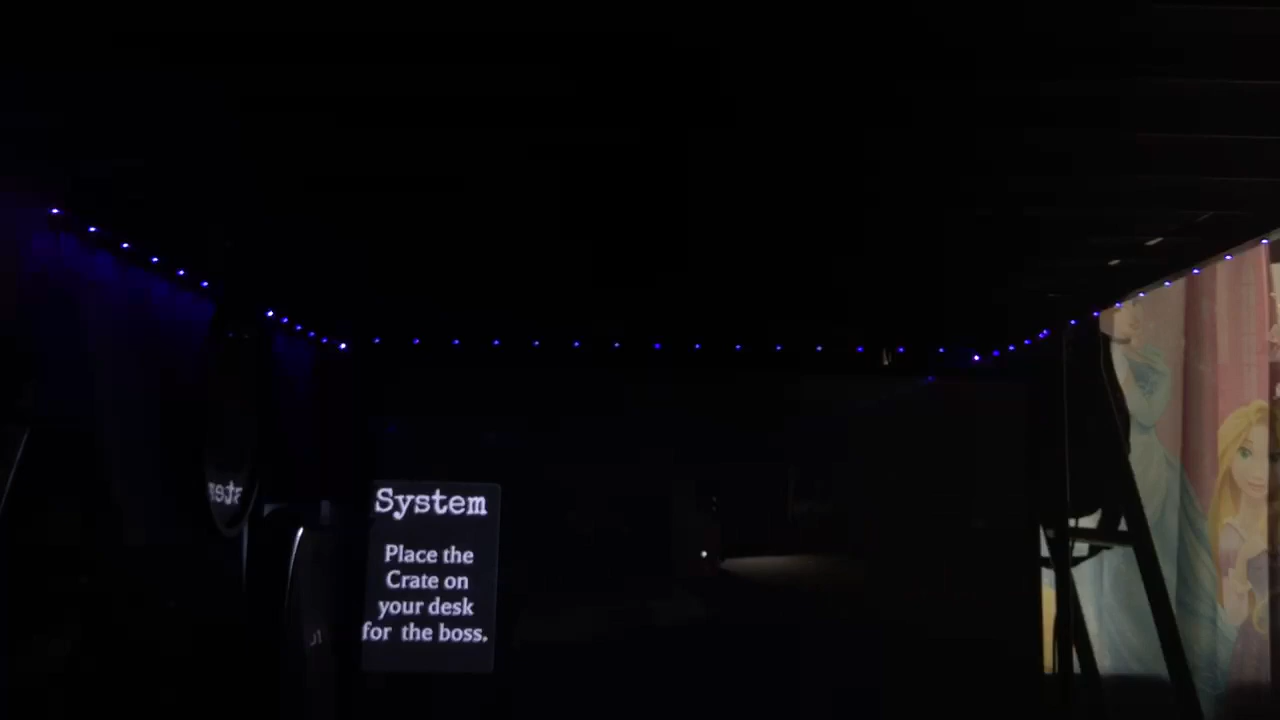 System
Place the
Crate on
your desk
for the boss.